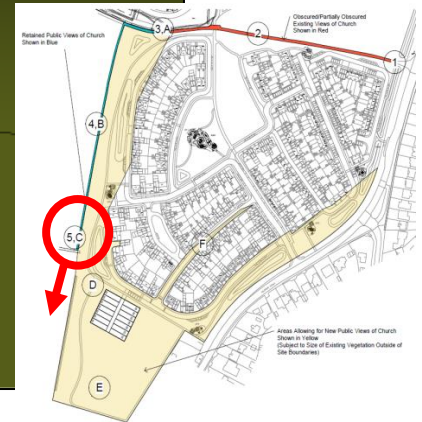 Obscured/Partially Obscured
Existing Views of Church
Shown in Red
Retained Public Views of Church
Shown in Blue
3,A
2
1
4,B
5,C
F
D
E
Areas Allowing for New Public Views of Church
Shown in Yellow
(Subject to Size of Existing Vegetation Outside of
Site Boundaries)